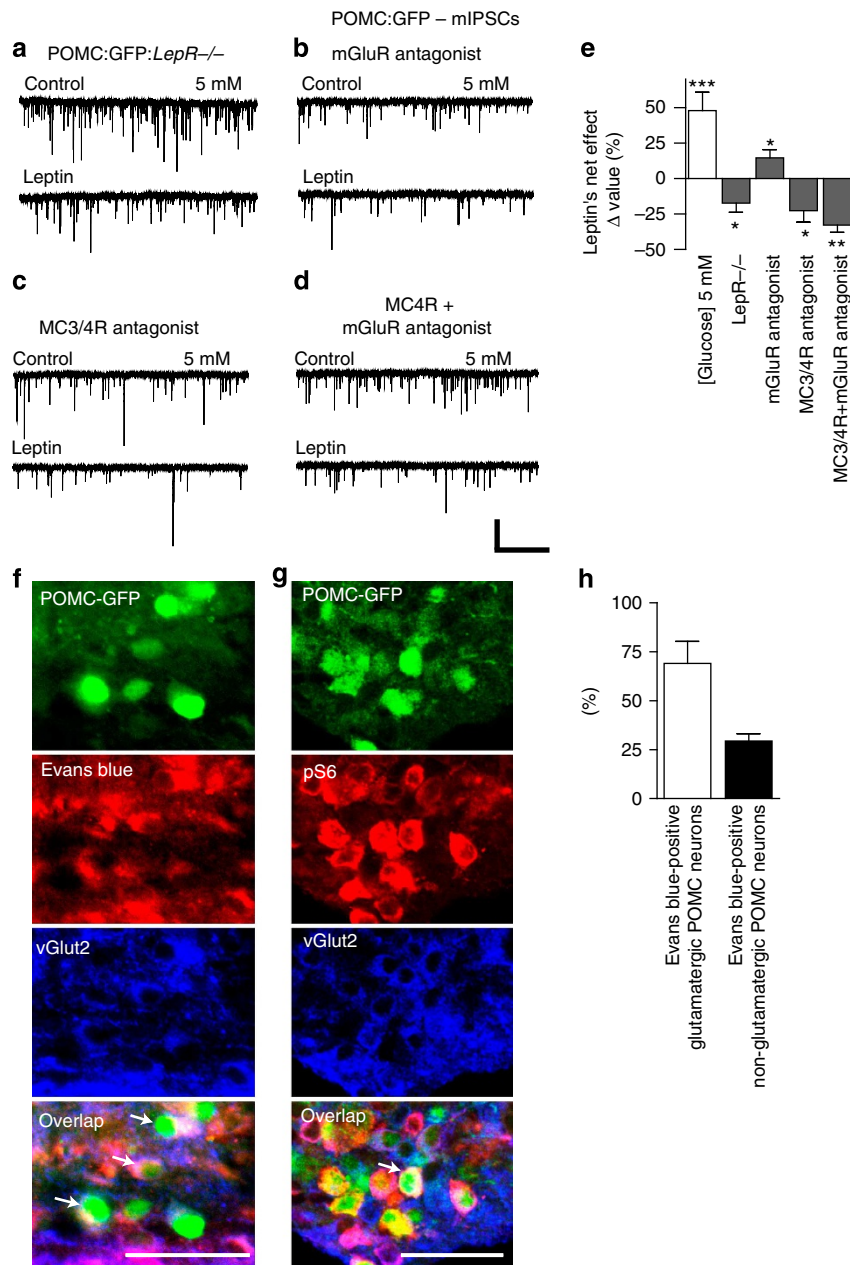 POMC:GFP – mIPSCs
a
POMC:GFP:LepR–/–
Control 5 mM
Leptin
b
mGluR antagonist
Control 5 mM
Leptin
c
MC3/4R antagonist
Control 5 mM
Leptin
d
MC4R +
mGluR antagonist
Control 5 mM
Leptin
e
Leptin's net effect
Δ value (%)
50
25
0
–25
–50
***
*
*
*
**
[Glucose] 5 mM
LepR–/–
mGluR antagonist
MC3/4R antagonist
MC3/4R+mGluR antagonist
f
POMC-GFP
Evans blue
vGlut2
Overlap
g
POMC-GFP
pS6
vGlut2
Overlap
h
(%)
100
75
50
25
0
Evans blue-positive
glutamatergic POMC neurons
Evans blue-positive
non-glutamatergic POMC neurons